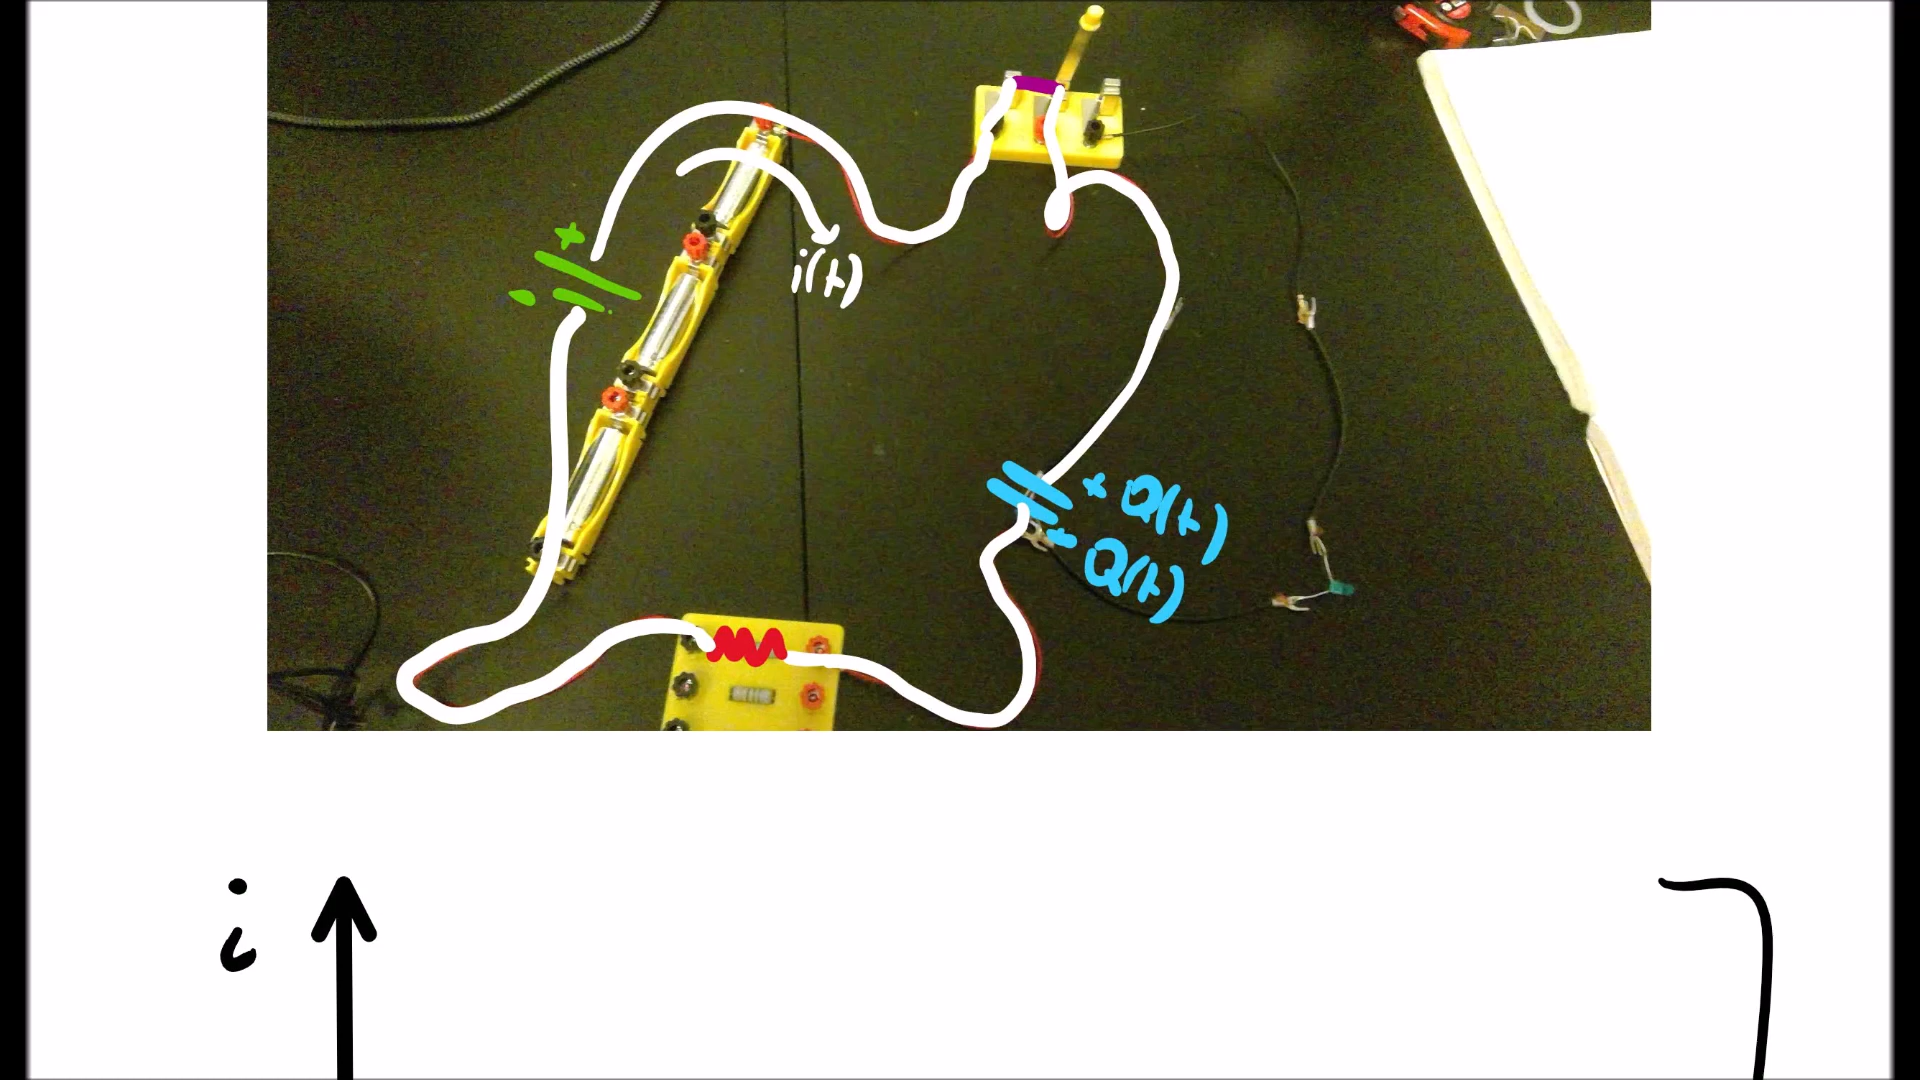 +
-
i(t)
+ Q(t)
- Q(t)
i